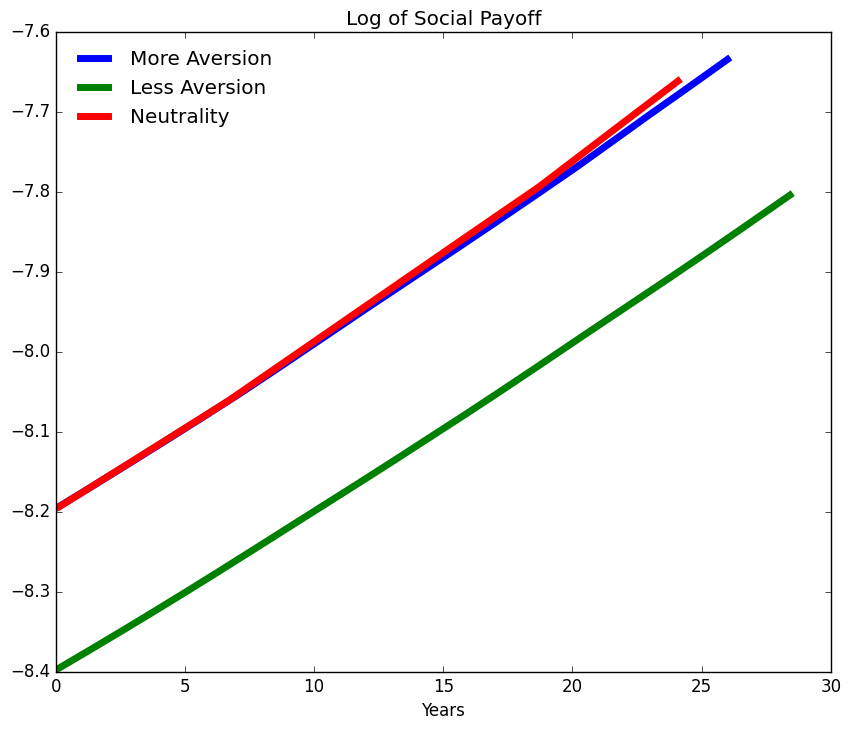 Log of Social Payoff
More Aversion
Less Aversion
Neutrality
−7.6
−7.7
−7.8
−7.9
−8.0
−8.1
−8.2
−8.3
−8.4
0 5 10 15 20 25 30
Years